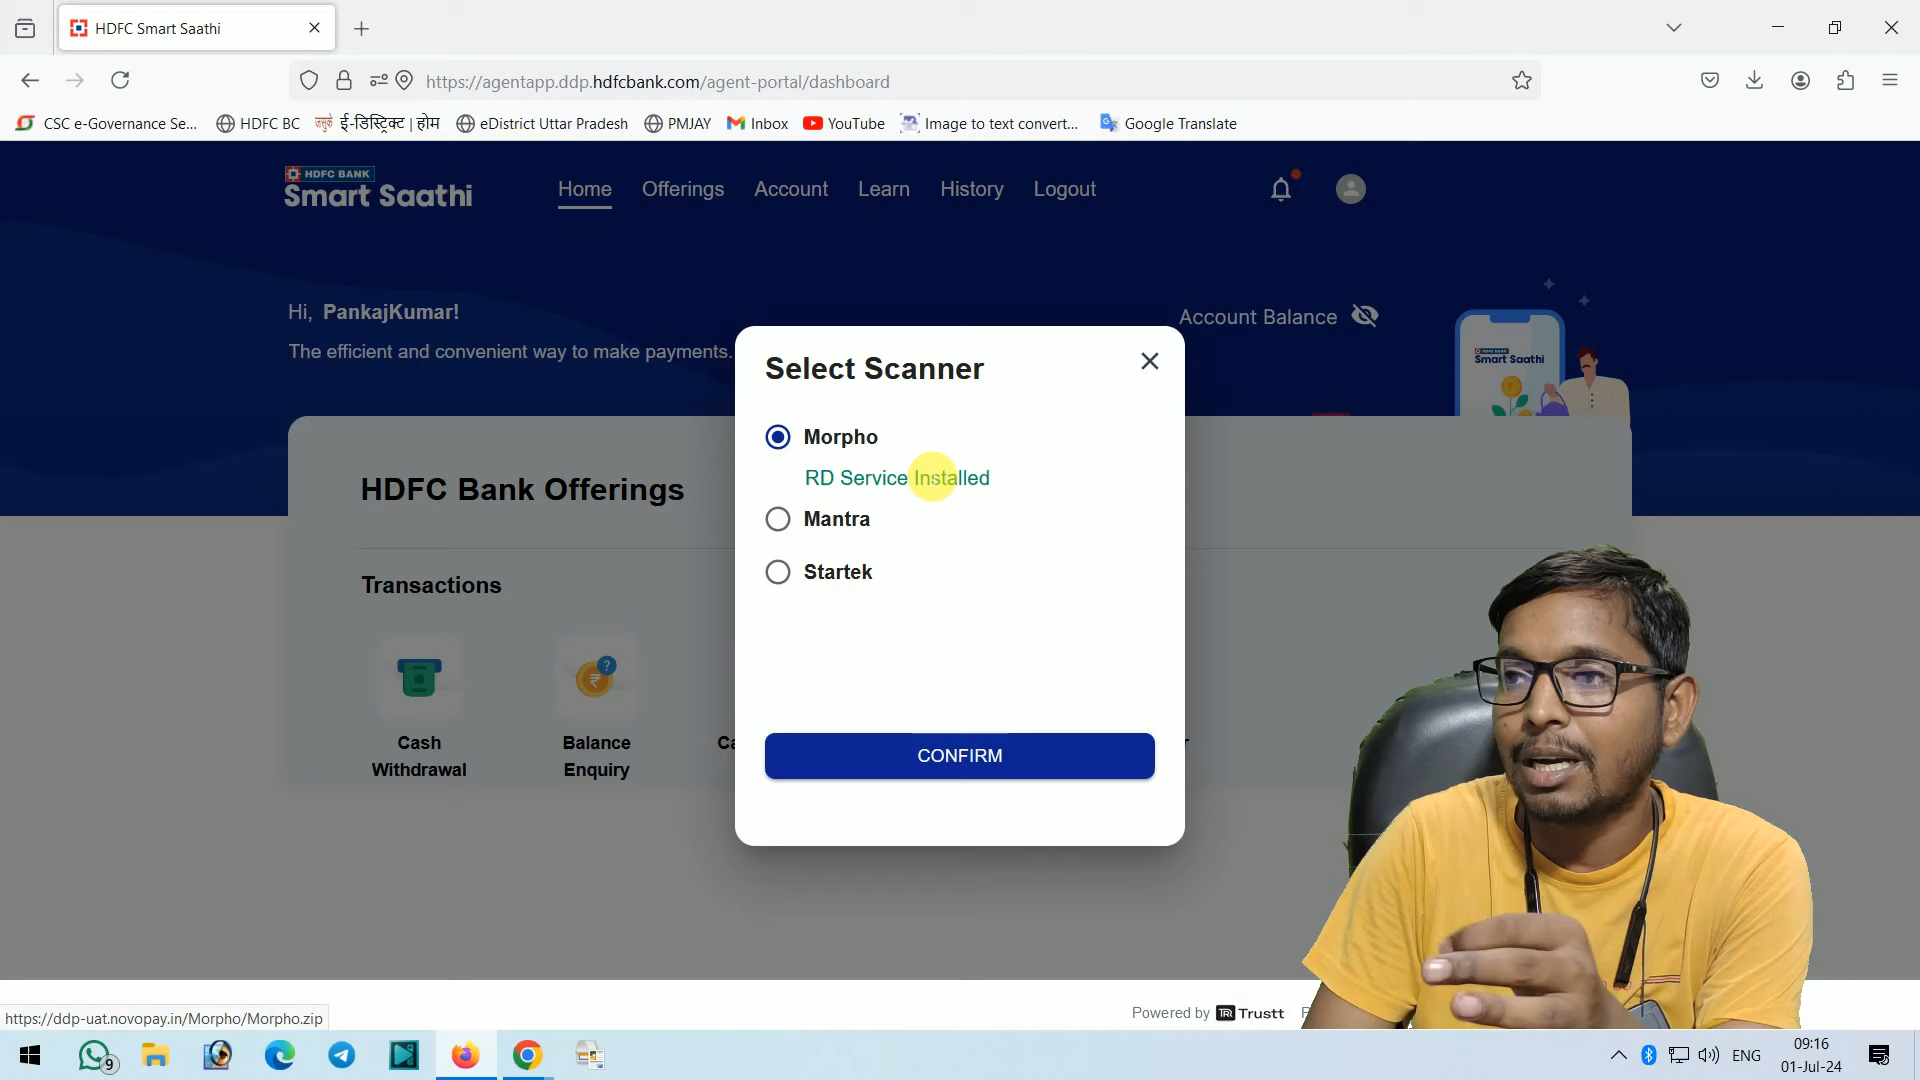 HDFC Smart Saathi
https://agentapp.ddp.hdfcbank.com/agent-portal/dashboard
CSC e-Governance Se... HDFC BC ई-डिस्ट्रिक्ट | होम eDistrict Uttar Pradesh PMJAY Inbox YouTube Image to text convert... Google Translate
HDFC BANK
Smart Saathi
Home Offerings Account Learn History Logout
Hi, PankajKumar!
The efficient and convenient way to make payments.
Account Balance
Smart Saathi
Select Scanner
Morpho
RD Service Installed
Mantra
Startek
CONFIRM
HDFC Bank Offerings
Transactions
Cash
Withdrawal
Balance
Enquiry
Powered by Trustt
https://ddp-uat.novopay.in/Morpho/Morpho.zip
9
ENG
09:16
01-Jul-24